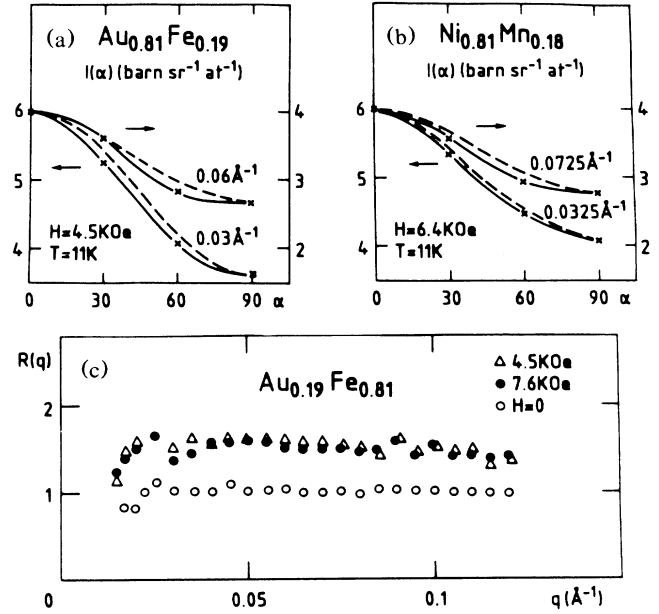 (a) Au0.81Fe0.19
I(α) (barn sr⁻¹ at⁻¹)
6
5
4
4
3
2
0.06Å⁻¹
0.03Å⁻¹
H=4.5KOe
T=11K
0 30 60 90 α
(b) Ni0.81Mn0.18
I(α) (barn sr⁻¹ at⁻¹)
6
5
4
4
3
2
0.0725Å⁻¹
0.0325Å⁻¹
H=6.4KOe
T=11K
0 30 60 90 α
R(q)
(c) Au0.19Fe0.81
△ 4.5KOe
● 7.6KOe
○ H=0
2
1
0 0.05 0.1 q(Å⁻¹)